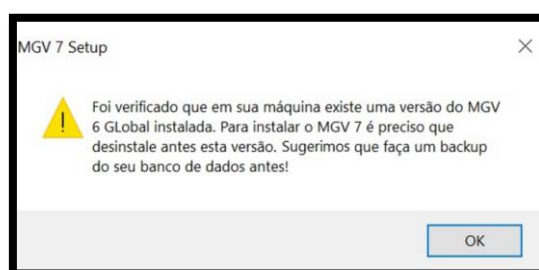 MGV 7 Setup
Foi verificado que em sua máquina existe uma versão do MGV
6 GLobal instalada. Para instalar o MGV 7 é preciso que
desinstale antes esta versão. Sugerimos que faça um backup
do seu banco de dados antes!
OK